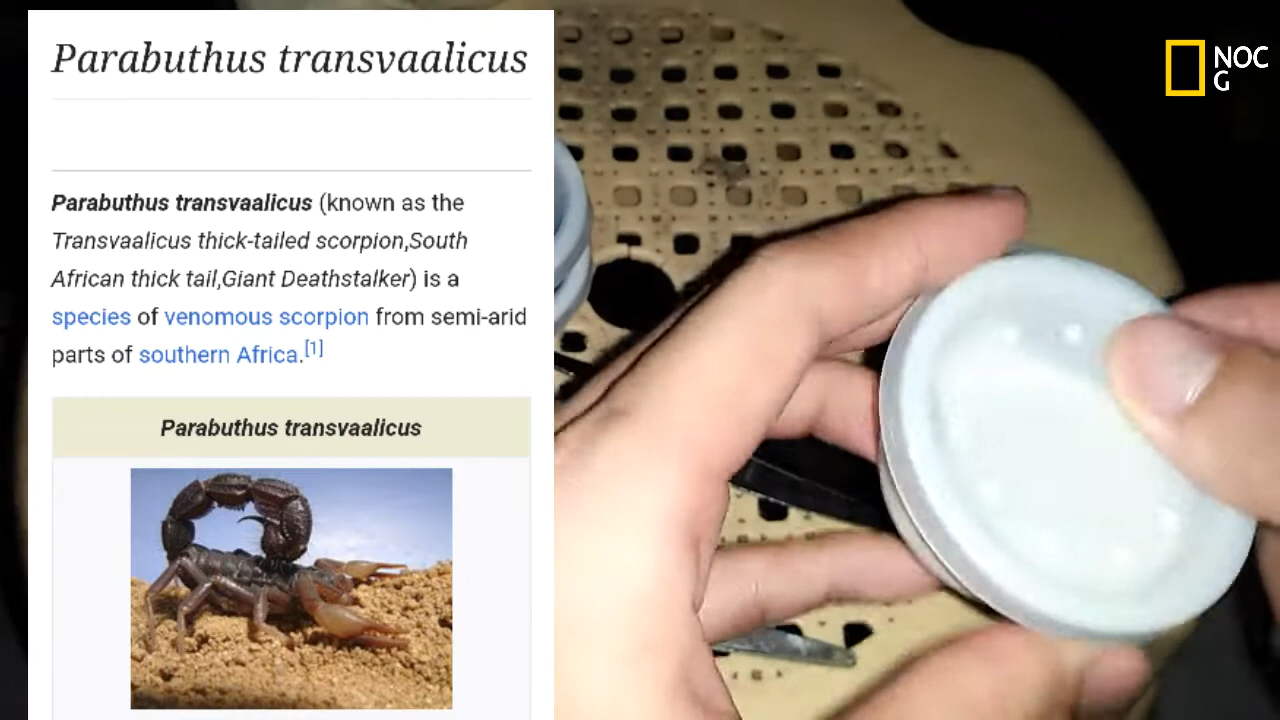 Parabuthus transvaalicus
Parabuthus transvaalicus (known as the
Transvaalicus thick-tailed scorpion,South
African thick tail,Giant Deathstalker) is a
species of venomous scorpion from semi-arid
parts of southern Africa.[1]
Parabuthus transvaalicus
NOC
G